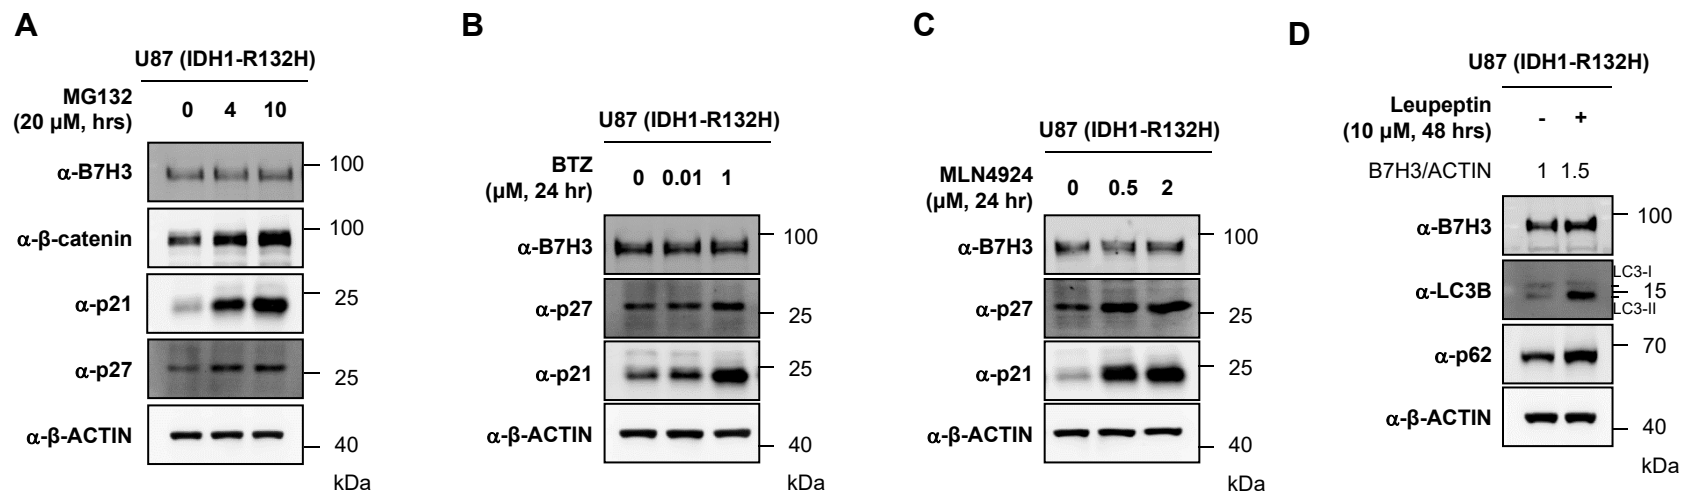 A
U87 (IDH1-R132H)
MG132
(20 µM, hrs)
0 4 10
α-B7H3
100
α-β-catenin
100
α-p21
25
α-p27
25
α-β-ACTIN
40
kDa
B
U87 (IDH1-R132H)
BTZ
(µM, 24 hr)
0 0.01 1
α-B7H3
100
α-p27
25
α-p21
25
α-β-ACTIN
40
kDa
C
U87 (IDH1-R132H)
MLN4924
(µM, 24 hr)
0 0.5 2
α-B7H3
100
α-p27
25
α-p21
25
α-β-ACTIN
40
kDa
D
U87 (IDH1-R132H)
Leupeptin
(10 µM, 48 hrs)
- +
B7H3/ACTIN 1 1.5
α-B7H3
100
α-LC3B
LC3-I
15
LC3-II
α-p62
70
α-β-ACTIN
40
kDa